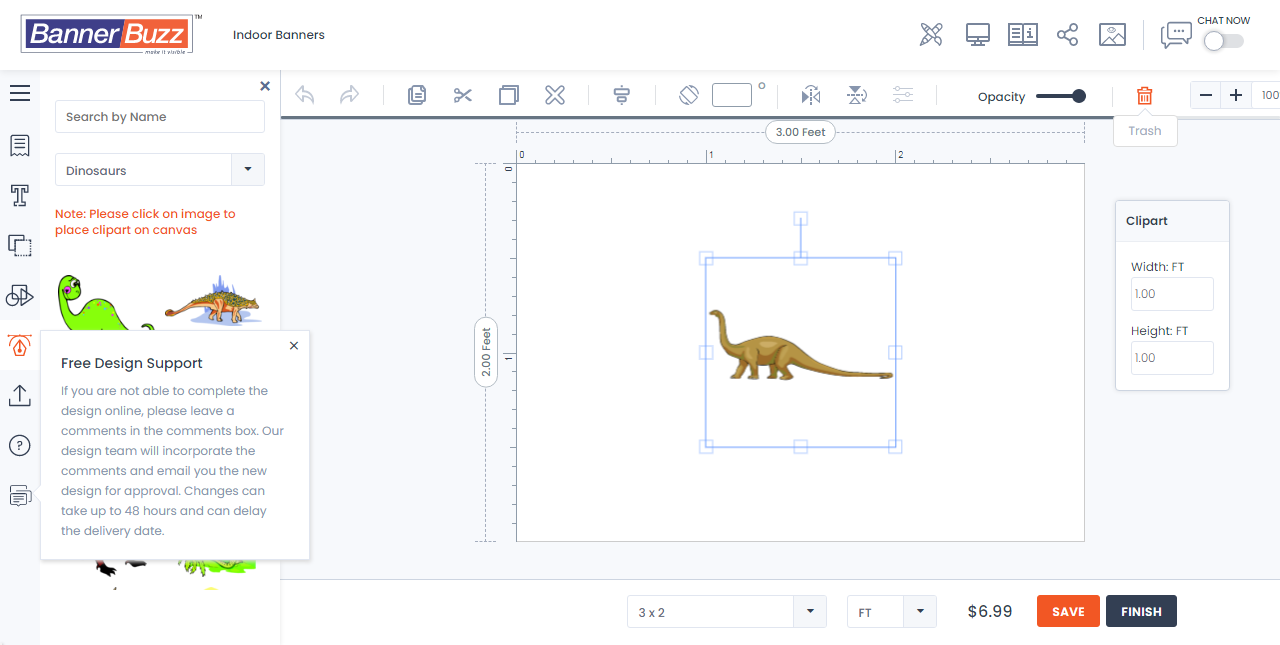 BannerBuzz™
make it visible
Indoor Banners
CHAT NOW
Search by Name
Dinosaurs
Note: Please click on image to
place clipart on canvas
Free Design Support
If you are not able to complete the
design online, please leave a
comments in the comments box. Our
design team will incorporate the
comments and email you the new
design for approval. Changes can
take up to 48 hours and can delay
the delivery date.
Opacity
100
Trash
3.00 Feet
0
1
2
0
1
2.00 Feet
Clipart
Width: FT
1.00
Height: FT
1.00
3 x 2
FT
$6.99
SAVE
FINISH